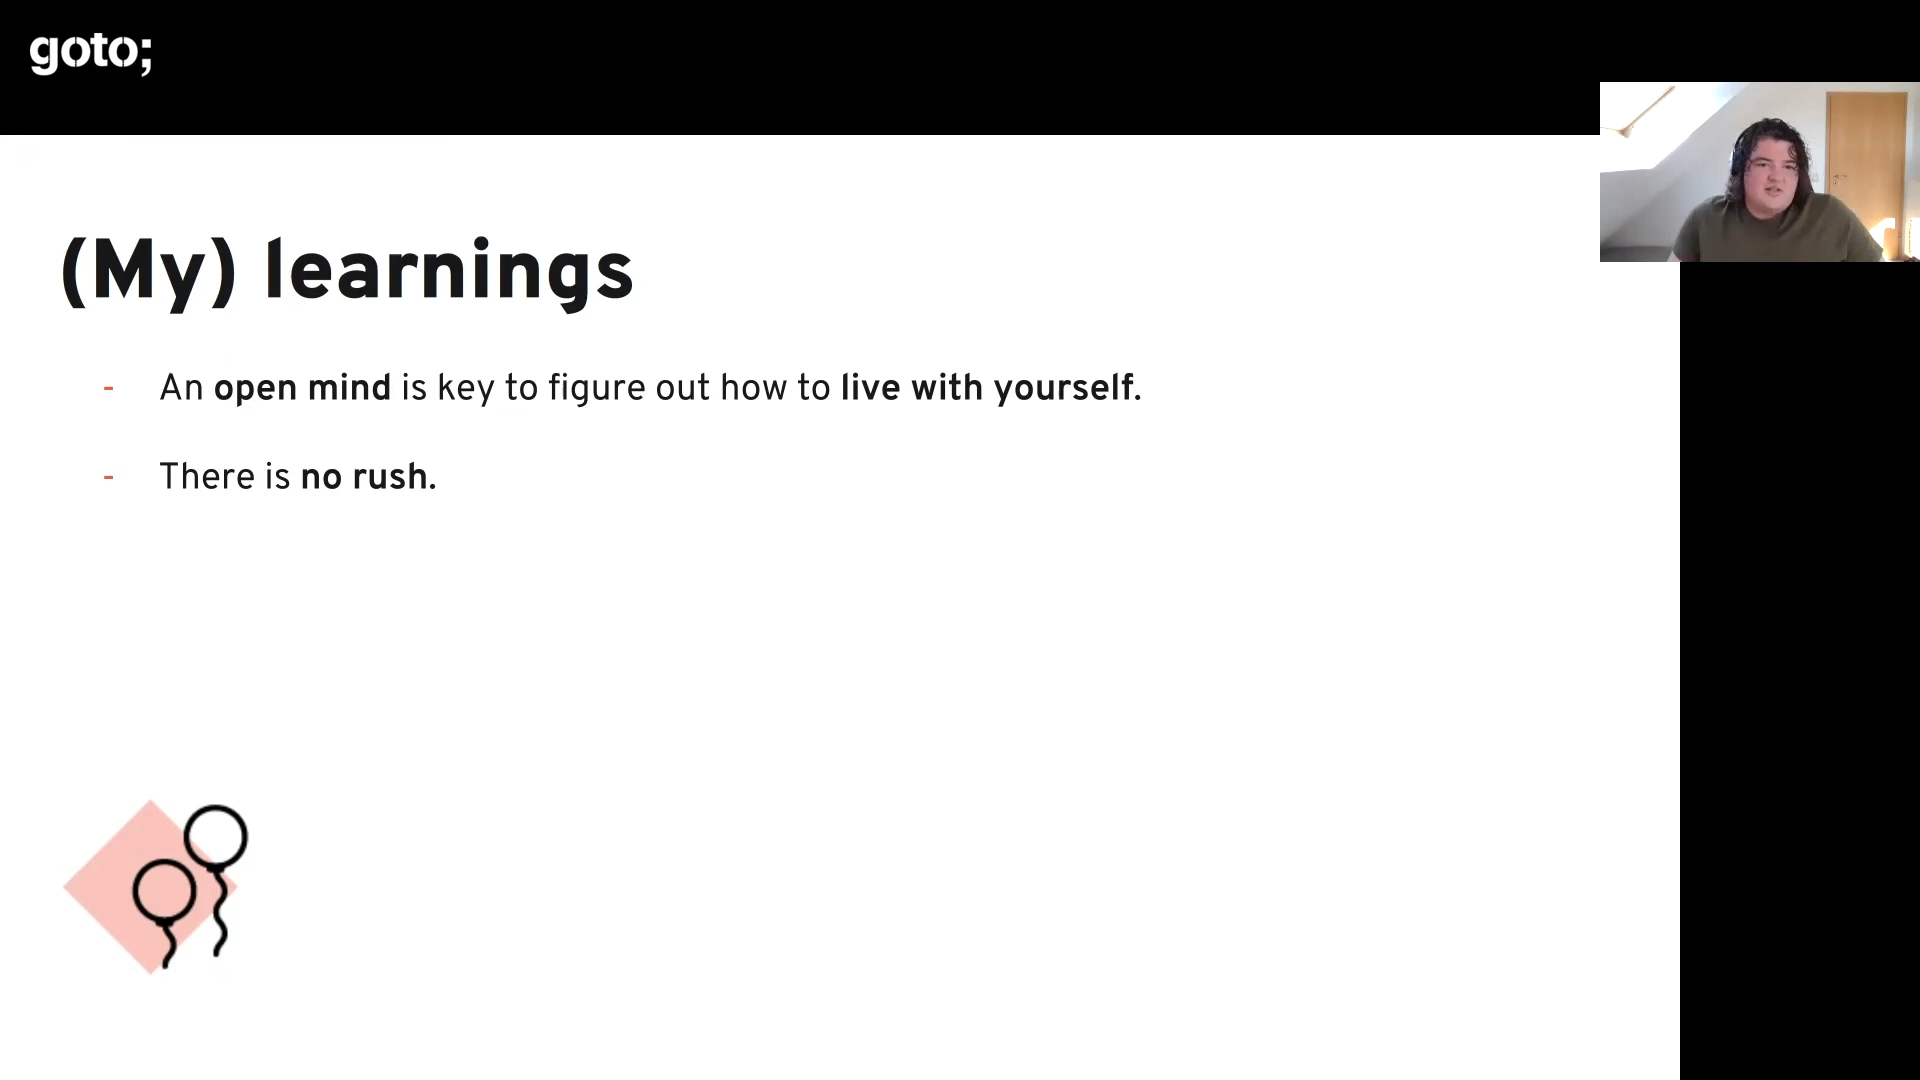 goto;
(My) learnings
- An open mind is key to figure out how to live with yourself.
- There is no rush.